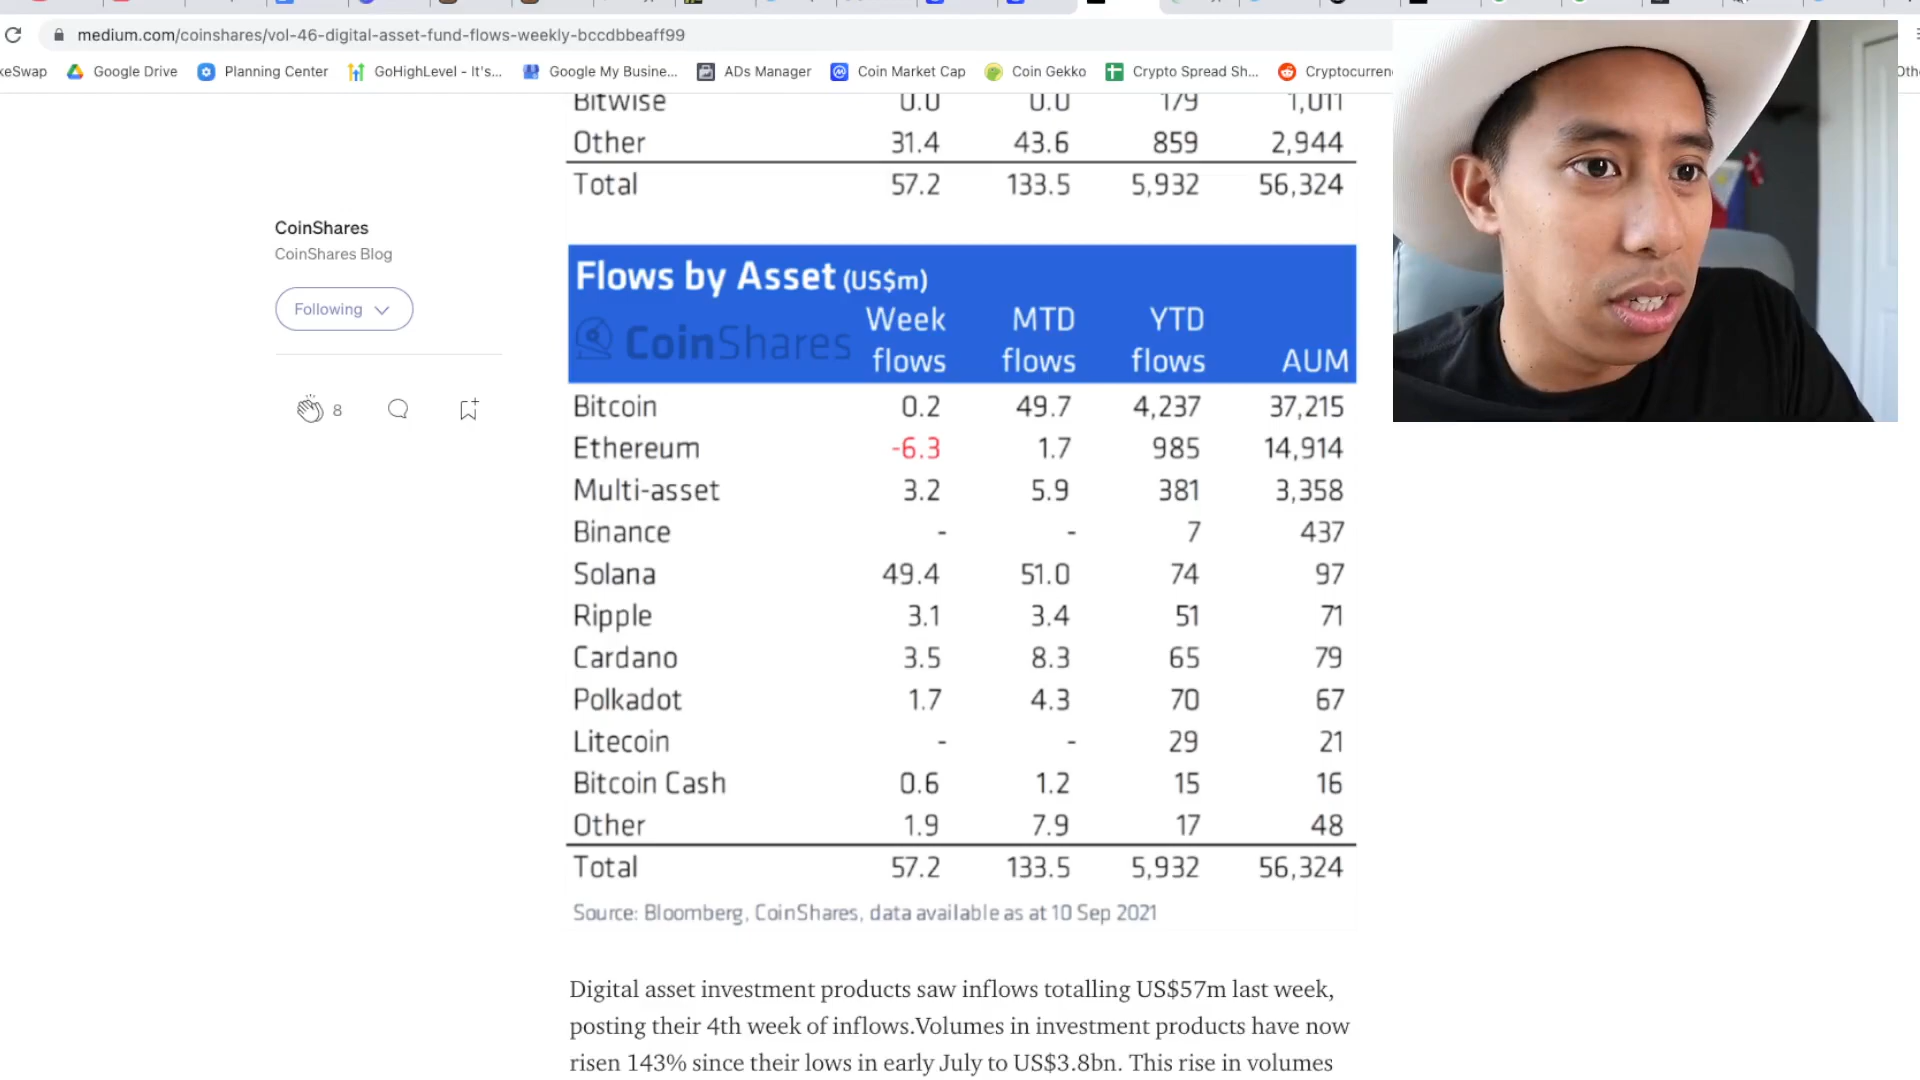 medium.com/coinshares/vol-46-digital-asset-fund-flows-weekly-bccdbbeaff99
keSwap Google Drive Planning Center GoHighLevel - It's... Google My Busine... ADs Manager Coin Market Cap Coin Gekko Crypto Spread Sh... Cryptocurren Oth
Bitwise 0.0 0.0 179 1,011
Other 31.4 43.6 859 2,944
Total 57.2 133.5 5,932 56,324
CoinShares
CoinShares Blog
Following
8
Flows by Asset (US$m)
CoinShares
Week flows MTD flows YTD flows AUM
Bitcoin 0.2 49.7 4,237 37,215
Ethereum -6.3 1.7 985 14,914
Multi-asset 3.2 5.9 381 3,358
Binance - - 7 437
Solana 49.4 51.0 74 97
Ripple 3.1 3.4 51 71
Cardano 3.5 8.3 65 79
Polkadot 1.7 4.3 70 67
Litecoin - - 29 21
Bitcoin Cash 0.6 1.2 15 16
Other 1.9 7.9 17 48
Total 57.2 133.5 5,932 56,324
Source: Bloomberg, CoinShares, data available as at 10 Sep 2021
Digital asset investment products saw inflows totalling US$57m last week,
posting their 4th week of inflows.Volumes in investment products have now
risen 143% since their lows in early July to US$3.8bn. This rise in volumes